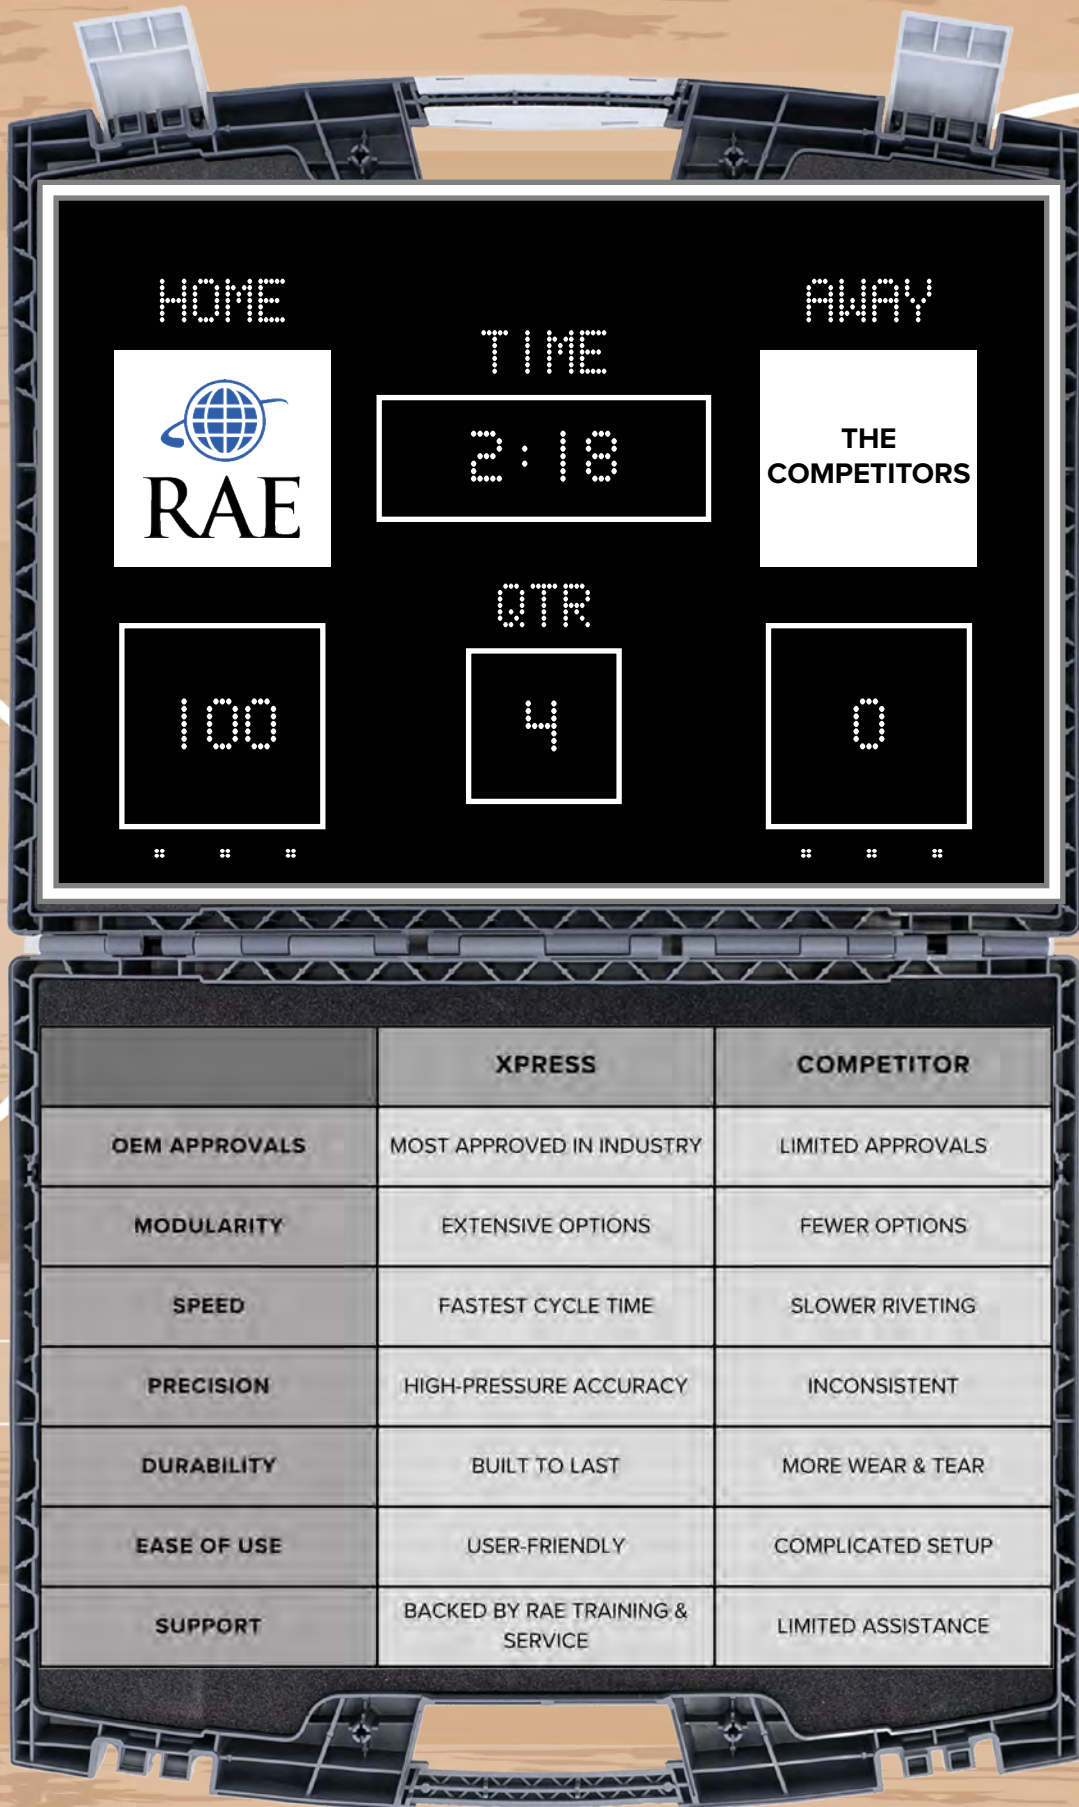 HOME
AWAY
TIME
RAE
2:18
THE
COMPETITORS
QTR
100
4
0
XPRESS COMPETITOR
OEM APPROVALS MOST APPROVED IN INDUSTRY LIMITED APPROVALS
MODULARITY EXTENSIVE OPTIONS FEWER OPTIONS
SPEED FASTEST CYCLE TIME SLOWER RIVETING
PRECISION HIGH-PRESSURE ACCURACY INCONSISTENT
DURABILITY BUILT TO LAST MORE WEAR & TEAR
EASE OF USE USER-FRIENDLY COMPLICATED SETUP
SUPPORT BACKED BY RAE TRAINING &
SERVICE LIMITED ASSISTANCE